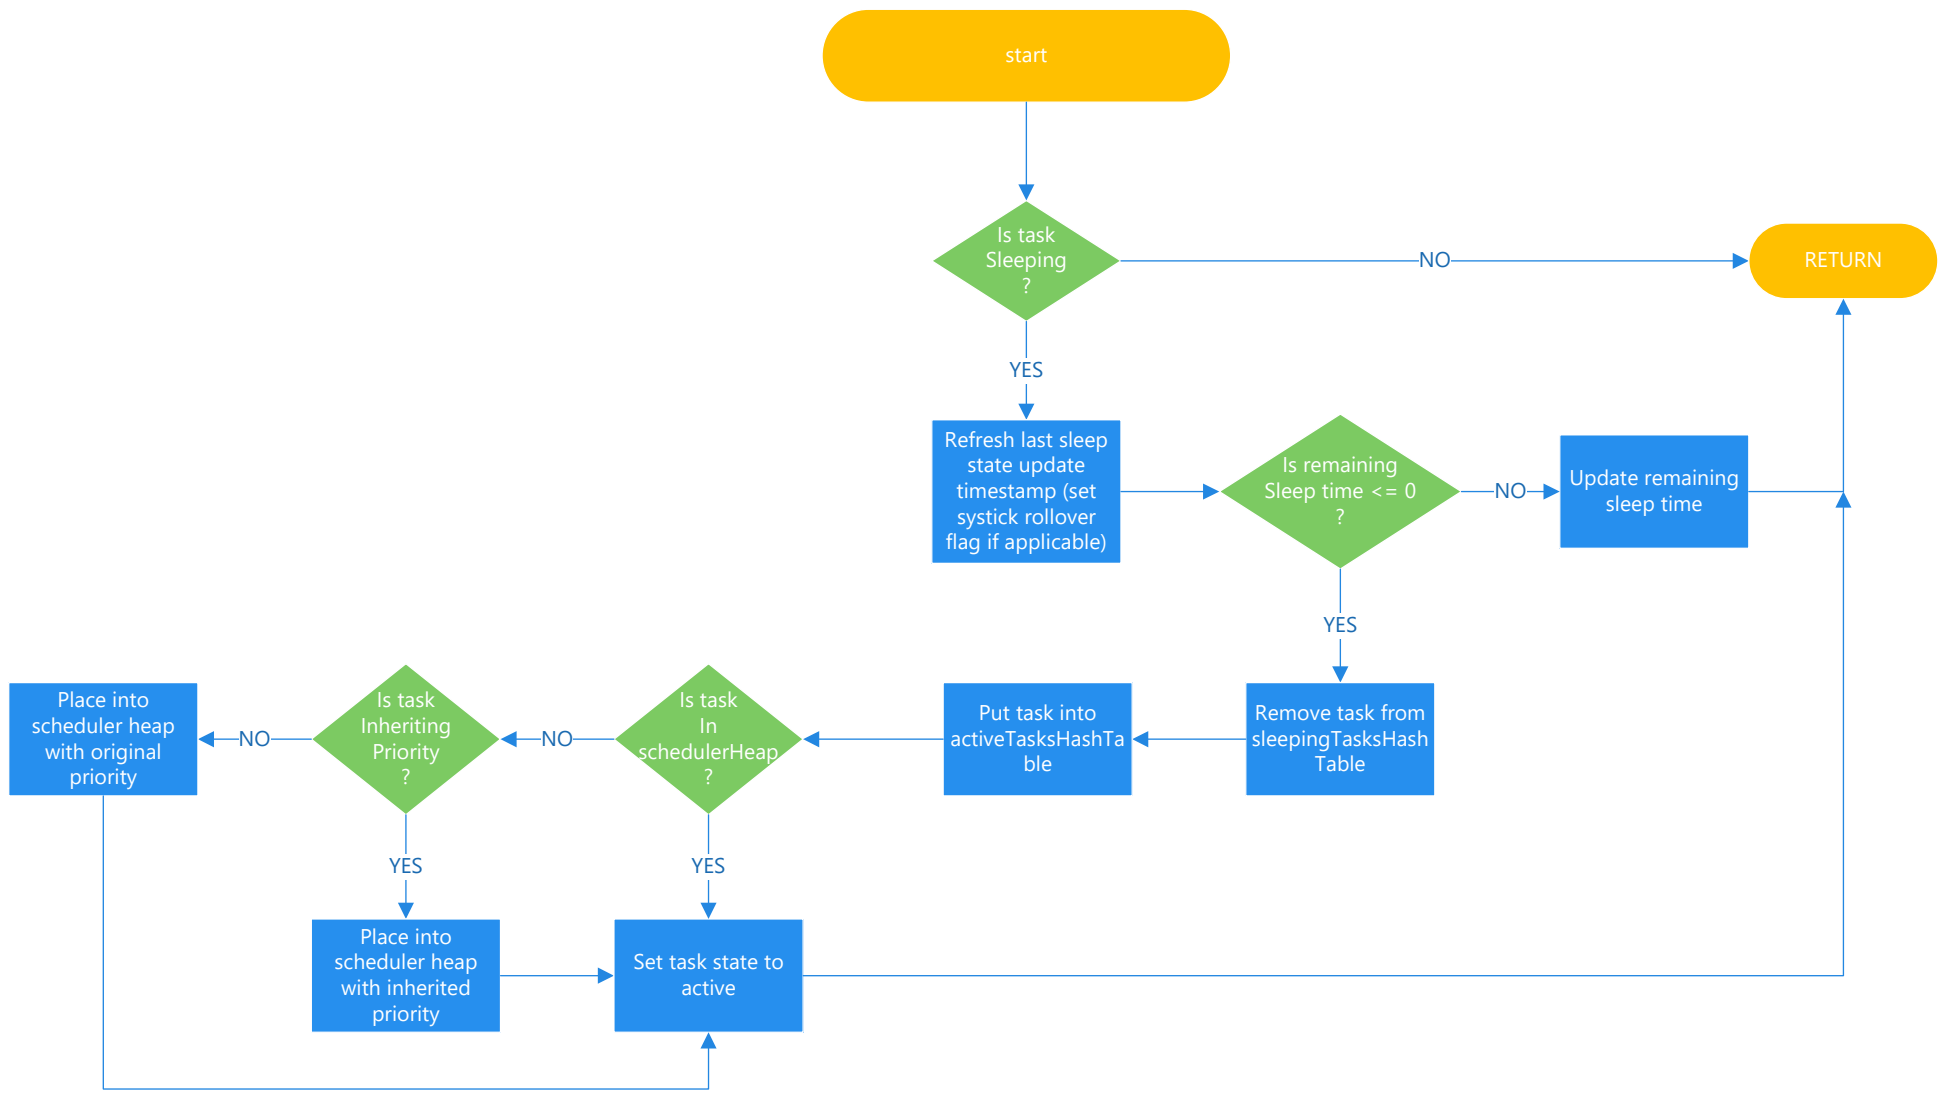 start
Is task
Sleeping
?
NO
RETURN
YES
Refresh last sleep
state update
timestamp (set
systick rollover
flag if applicable)
Is remaining
Sleep time <= 0
?
NO
Update remaining
sleep time
YES
Place into
scheduler heap
with original
priority
NO
Is task
Inheriting
Priority
?
NO
Is task
In
schedulerHeap
?
Put task into
activeTasksHashTa
ble
Remove task from
sleepingTasksHash
Table
YES
YES
Place into
scheduler heap
with inherited
priority
Set task state to
active